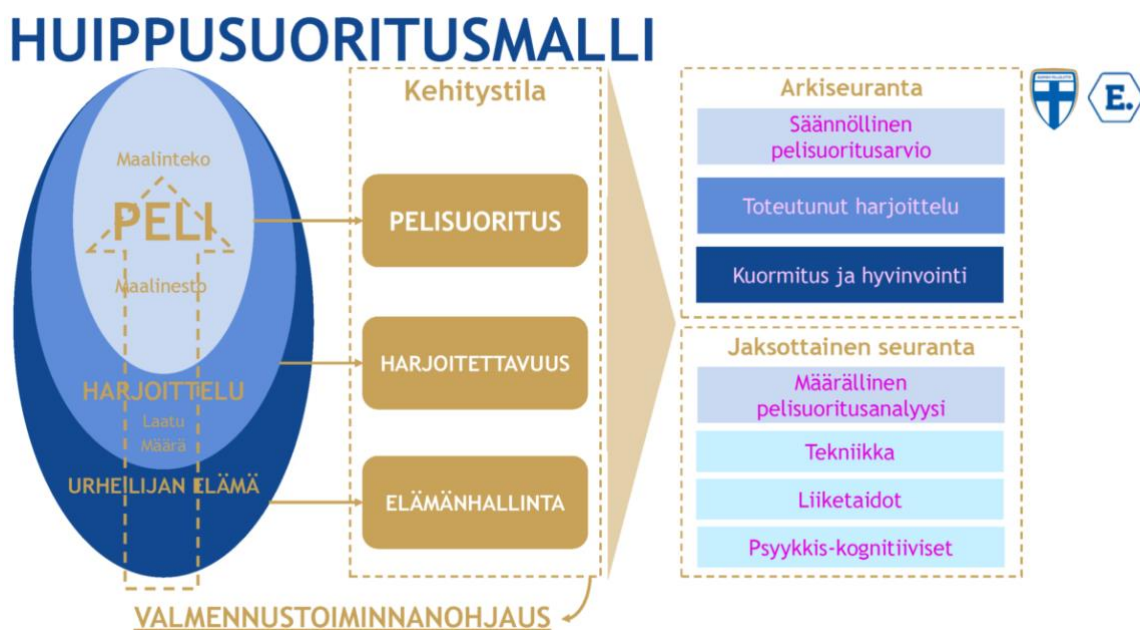 HUIPPUSUORITUSMALLI
Maalinteko
PELI
Maalinesto
HARJOITTELU
Laatu
Määrä
URHEILIJAN ELÄMÄ
Kehitystila
PELISUORITUS
HARJOITETTAVUUS
ELÄMÄNHALLINTA
VALMENNUSTOIMINNANOHJAUS
Arkiseuranta
Säännöllinen
pelisuoritusarvio
Toteutunut harjoittelu
Kuormitus ja hyvinvointi
Jaksottainen seuranta
Määrällinen
pelisuoritusanalyysi
Tekniikka
Liiketaidot
Psyykkis-kognitiiviset
E.